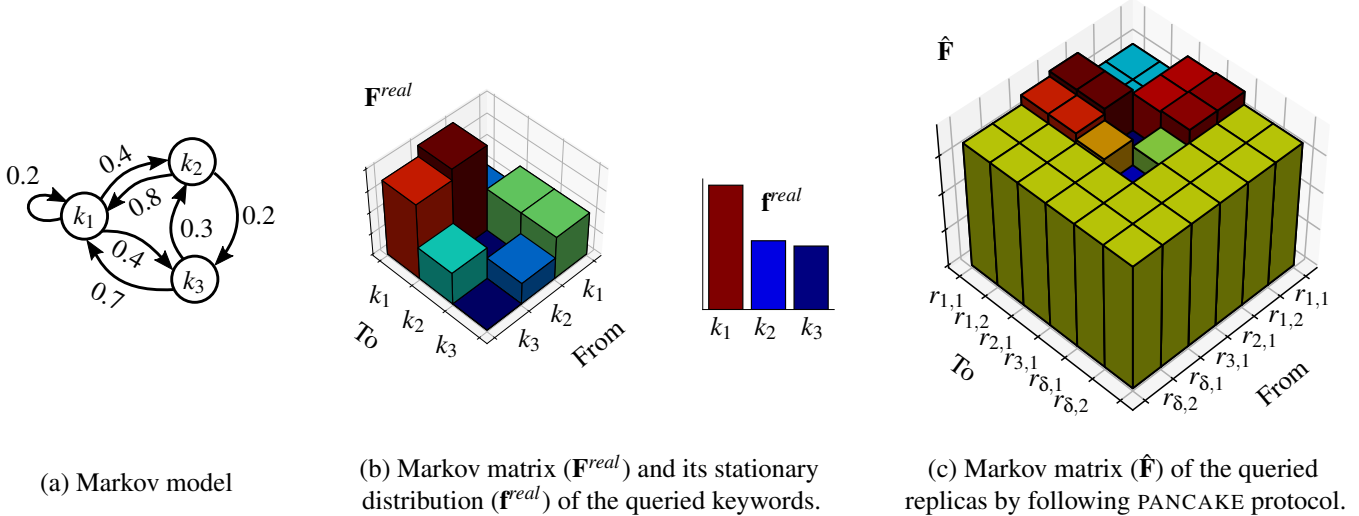 0.2
k₁
0.4
k₂
0.8
0.2
0.3
0.4
k₃
0.7
(a) Markov model
F^real
k₁
k₂
k₃
To
k₁
k₂
k₃
From
f^real
k₁ k₂ k₃
(b) Markov matrix (F^real) and its stationary
distribution (f^real) of the queried keywords.
F̂
r₁,₁
r₁,₂
r₂,₁
r₃,₁
r_δ,₁
r_δ,₂
To
r₁,₁
r₁,₂
r₂,₁
r₃,₁
r_δ,₁
r_δ,₂
From
(c) Markov matrix (F̂) of the queried
replicas by following PANCAKE protocol.